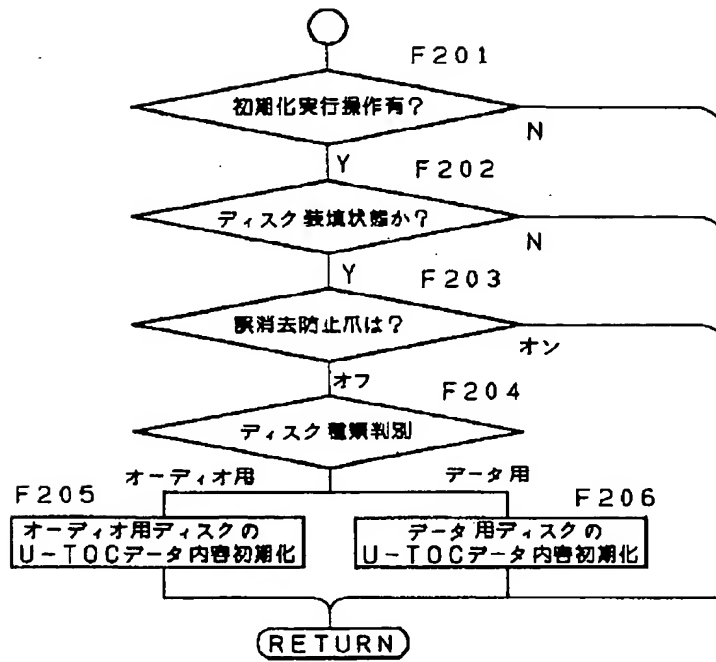 F201
初期化実行操作有?
N
Y
F202
ディスク装填状態か?
N
Y
F203
誤消去防止爪は?
オン
オフ
F204
ディスク種類判別
オーディオ用
データ用
F205
オーディオ用ディスクの
U-TOCデータ内容初期化
F206
データ用ディスクの
U-TOCデータ内容初期化
RETURN